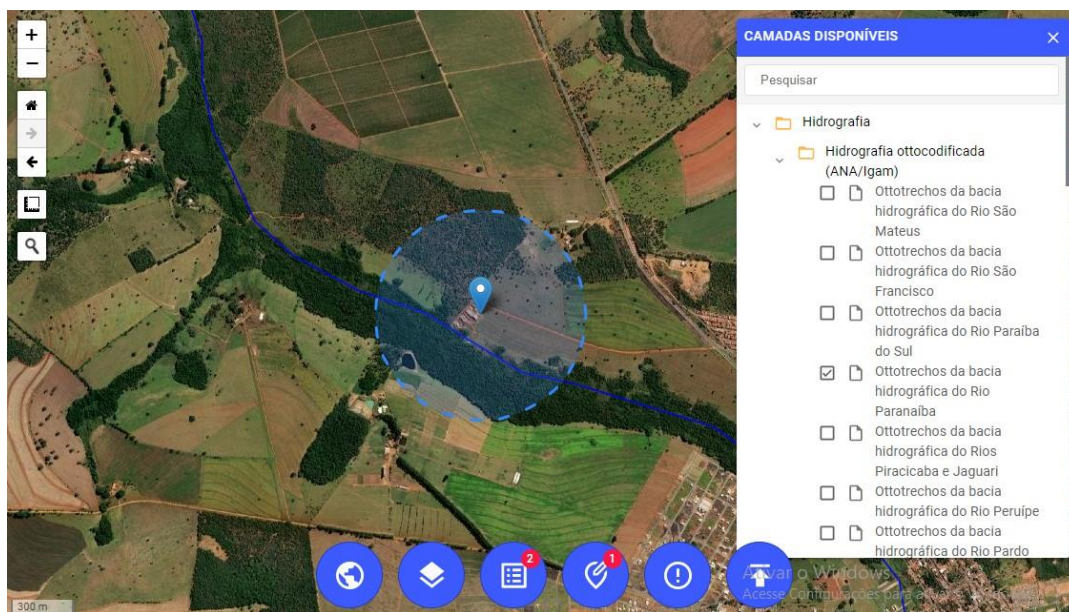 +
−
300 m
2
1
CAMADAS DISPONÍVEIS
Pesquisar
Hidrografia
Hidrografia ottocodificada
(ANA/Igam)
Ottotrechos da bacia
hidrográfica do Rio São
Mateus
Ottotrechos da bacia
hidrográfica do Rio São
Francisco
Ottotrechos da bacia
hidrográfica do Rio Paraíba
do Sul
Ottotrechos da bacia
hidrográfica do Rio
Paranaíba
Ottotrechos da bacia
hidrográfica do Rios
Piracicaba e Jaguari
Ottotrechos da bacia
hidrográfica do Rio Peruípe
Ottotrechos da bacia
hidrográfica do Rio Pardo
Ativar o Windows
Acesse Configurações para